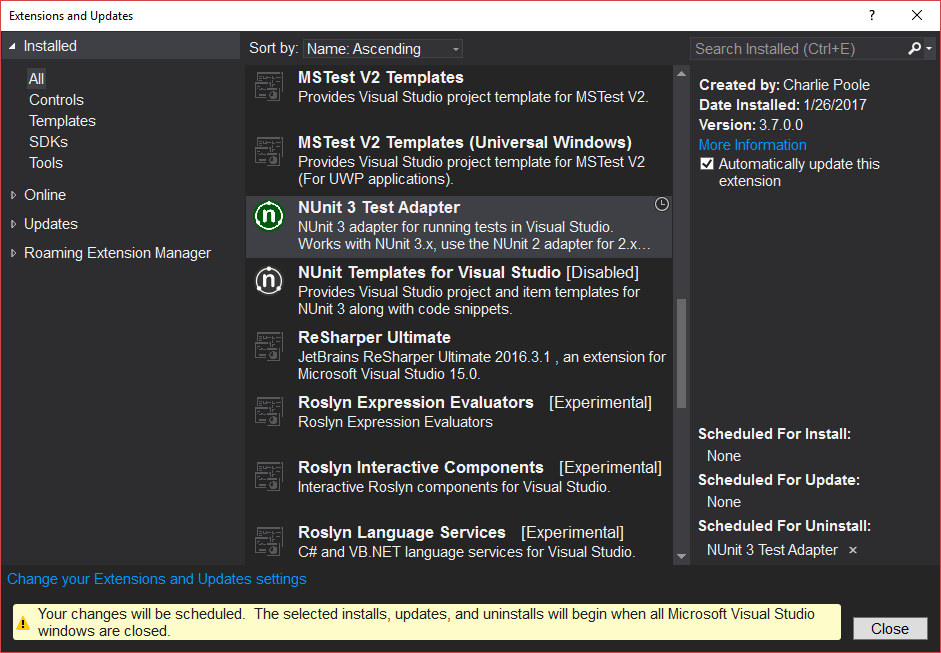 Extensions and Updates
?
Installed
All
Controls
Templates
SDKs
Tools
Online
Updates
Roaming Extension Manager
Sort by: Name: Ascending
MSTest V2 Templates
Provides Visual Studio project template for MSTest V2.
MSTest V2 Templates (Universal Windows)
Provides Visual Studio project template for MSTest V2
(For UWP applications).
NUnit 3 Test Adapter
NUnit 3 adapter for running tests in Visual Studio.
Works with NUnit 3.x, use the NUnit 2 adapter for 2.x...
NUnit Templates for Visual Studio [Disabled]
Provides Visual Studio project and item templates for
NUnit 3 along with code snippets.
ReSharper Ultimate
JetBrains ReSharper Ultimate 2016.3.1 , an extension for
Microsoft Visual Studio 15.0.
Roslyn Expression Evaluators [Experimental]
Roslyn Expression Evaluators
Roslyn Interactive Components [Experimental]
Interactive Roslyn components for Visual Studio.
Roslyn Language Services [Experimental]
C# and VB.NET language services for Visual Studio.
Search Installed (Ctrl+E)
Created by: Charlie Poole
Date Installed: 1/26/2017
Version: 3.7.0.0
More Information
Automatically update this
extension
Scheduled For Install:
None
Scheduled For Update:
None
Scheduled For Uninstall:
NUnit 3 Test Adapter ×
Change your Extensions and Updates settings
Your changes will be scheduled. The selected installs, updates, and uninstalls will begin when all Microsoft Visual Studio
windows are closed.
Close